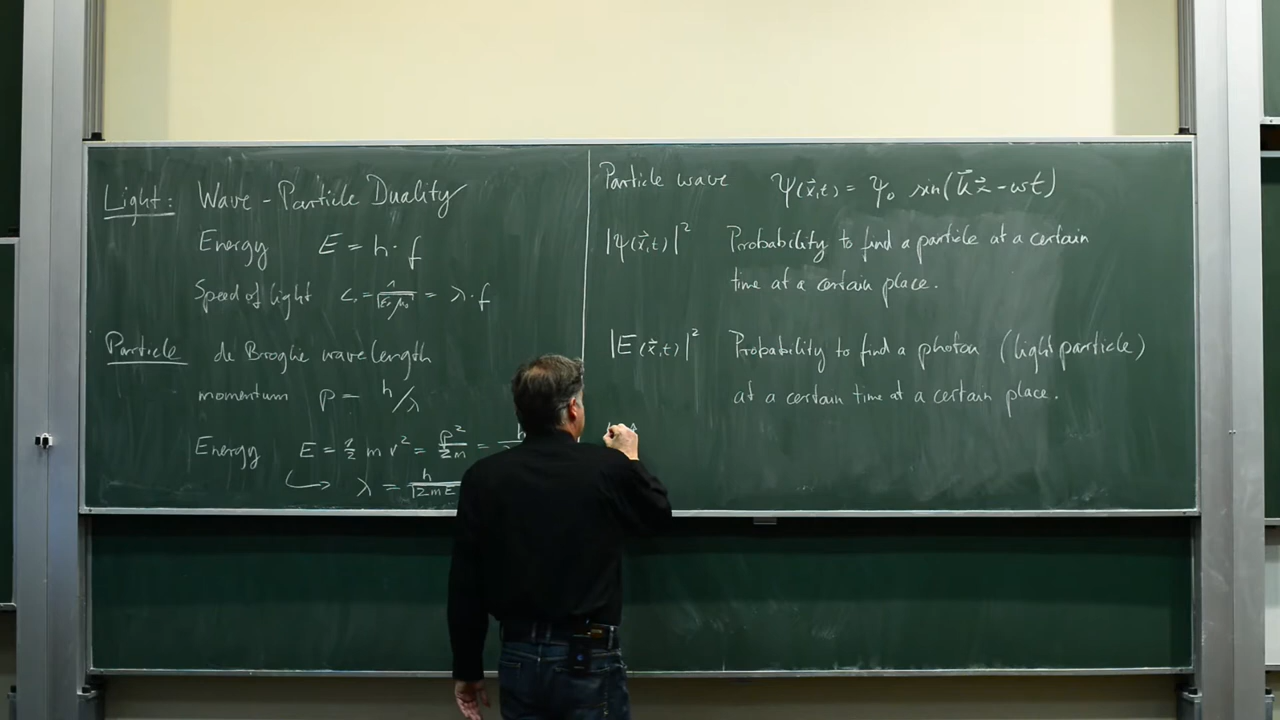 Light: Wave-Particle Duality
Energy E = h · f
Speed of light c = 1/√(ε₀ μ₀) = λ · f
Particle de Broglie wavelength
momentum P = h/λ
Energy E = 1/2 m v² = p²/2m =
↳ λ = h/√(2mE
Particle wave ψ(x⃗,t) = ψ₀ sin(k⃗x⃗ - ωt)
|ψ(x⃗,t)|² Probability to find a particle at a certain
time at a certain place.
|E(x⃗,t)|² Probability to find a photon (light particle)
at a certain time at a certain place.